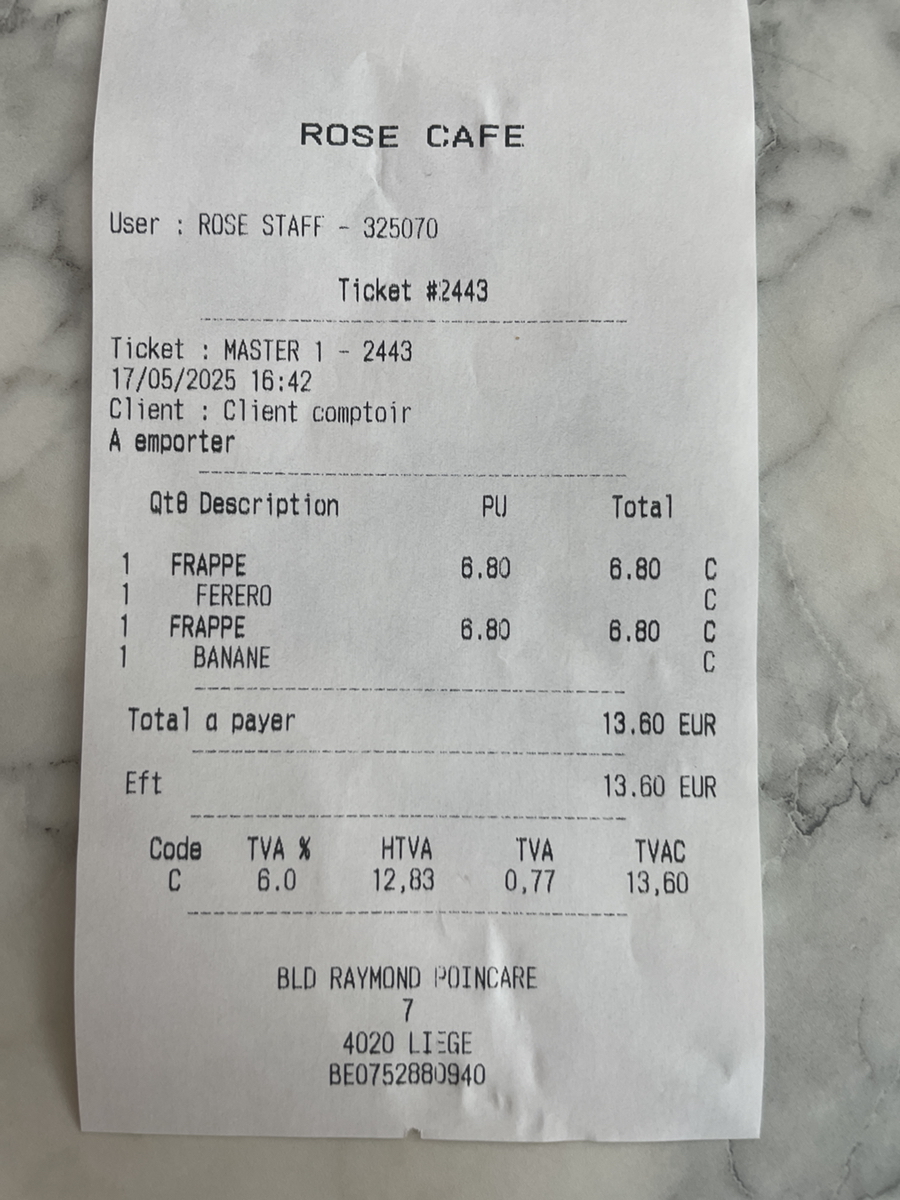 ROSE CAFE
User : ROSE STAFF - 325070
Ticket #2443
Ticket : MASTER 1 - 2443
17/05/2025 16:42
Client : Client comptoir
A emporter
Qt8 Description PU Total
1 FRAPPE 6.80 6.80 C
1 FERERO C
1 FRAPPE 6.80 6.80 C
1 BANANE C
Total a payer 13.60 EUR
Eft 13.60 EUR
Code TVA % HTVA TVA TVAC
C 6.0 12,83 0,77 13,60
BLD RAYMOND POINCARE
7
4020 LIEGE
BE0752880940